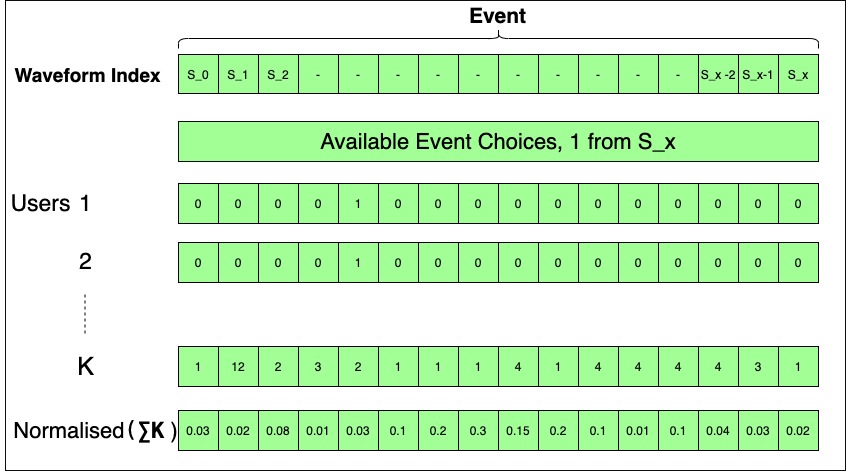 Event
Waveform Index S_0 S_1 S_2 - - - - - - - - - - S_x -2 S_x-1 S_x
Available Event Choices, 1 from S_x
Users 1 0 0 0 0 1 0 0 0 0 0 0 0 0 0 0 0
2 0 0 0 0 1 0 0 0 0 0 0 0 0 0 0 0
K 1 12 2 3 2 1 1 1 4 1 4 4 4 4 3 1
Normalised (∑K ) 0.03 0.02 0.08 0.01 0.03 0.1 0.2 0.3 0.15 0.2 0.1 0.01 0.1 0.04 0.03 0.02